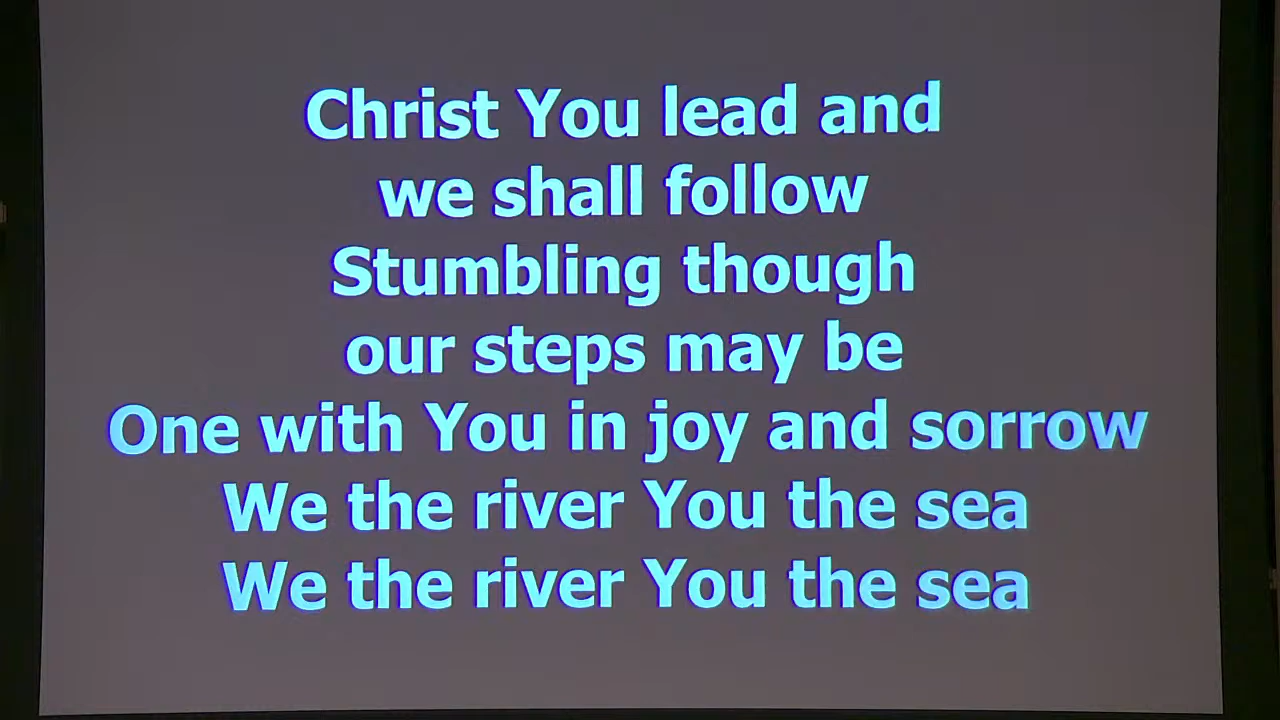 Christ You lead and
we shall follow
Stumbling though
our steps may be
One with You in joy and sorrow
We the river You the sea
We the river You the sea